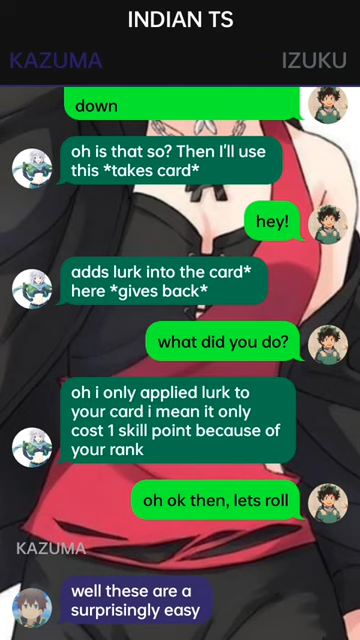 INDIAN TS
KAZUMA
IZUKU
down
oh is that so? Then I'll use
this *takes card*
hey!
adds lurk into the card*
here *gives back*
what did you do?
oh i only applied lurk to
your card i mean it only
cost 1 skill point because of
your rank
oh ok then, lets roll
KAZUMA
well these are a
surprisingly easy